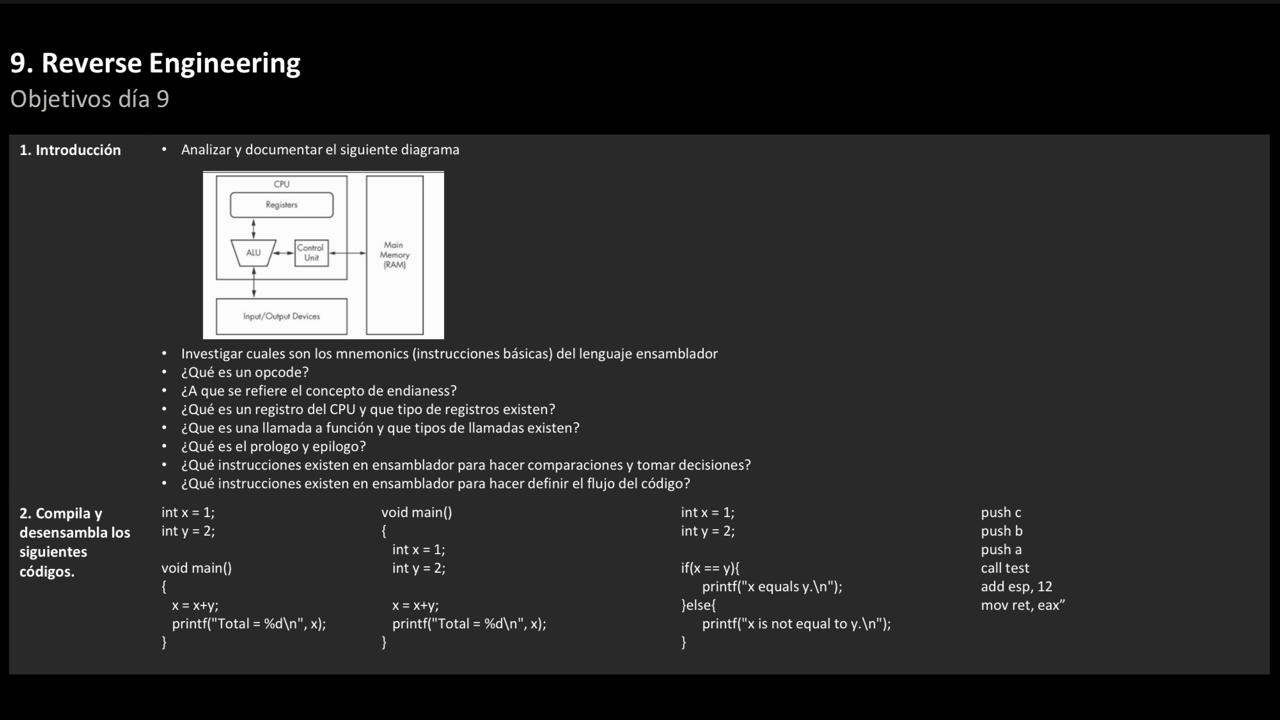 9. Reverse Engineering
Objetivos día 9
1. Introducción
• Analizar y documentar el siguiente diagrama
CPU
Registers
ALU
Control
Unit
Main
Memory
(RAM)
Input/Output Devices
• Investigar cuales son los mnemonics (instrucciones básicas) del lenguaje ensamblador
• ¿Qué es un opcode?
• ¿A que se refiere el concepto de endianess?
• ¿Qué es un registro del CPU y que tipo de registros existen?
• ¿Que es una llamada a función y que tipos de llamadas existen?
• ¿Qué es el prologo y epilogo?
• ¿Qué instrucciones existen en ensamblador para hacer comparaciones y tomar decisiones?
• ¿Qué instrucciones existen en ensamblador para hacer definir el flujo del código?
2. Compila y
desensambla los
siguientes
códigos.
int x = 1;
int y = 2;
void main()
{
x = x+y;
printf("Total = %d\n", x);
}
void main()
{
int x = 1;
int y = 2;
x = x+y;
printf("Total = %d\n", x);
}
int x = 1;
int y = 2;
if(x == y){
printf("x equals y.\n");
}else{
printf("x is not equal to y.\n");
}
push c
push b
push a
call test
add esp, 12
mov ret, eax”